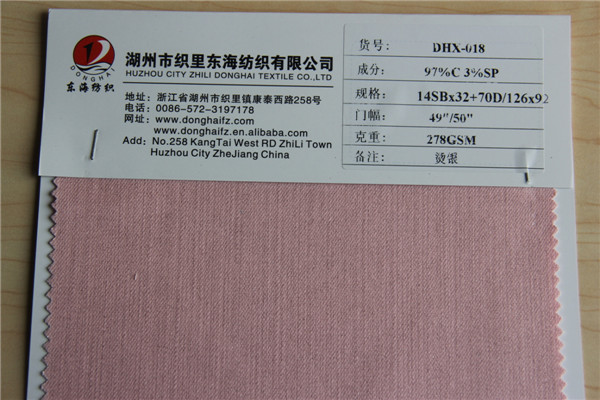 DONGHAI
东海纺织
湖州市织里东海纺织有限公司
HUZHOU CITY ZHILI DONGHAI TEXTILE CO.,LTD
地址：浙江省湖州市织里镇康泰西路258号
电话：0086-572-3197178
网址：www.donghaifz.com
www.donghaifz.en.alibaba.com
Add：No.258 KangTai West RD ZhiLi Town
Huzhou City ZheJiang China
货号： DHX-018
成分： 97%C 3%SP
规格： 14SBx32+70D/126x92
门幅： 49"/50"
克重： 278GSM
备注： 烫银